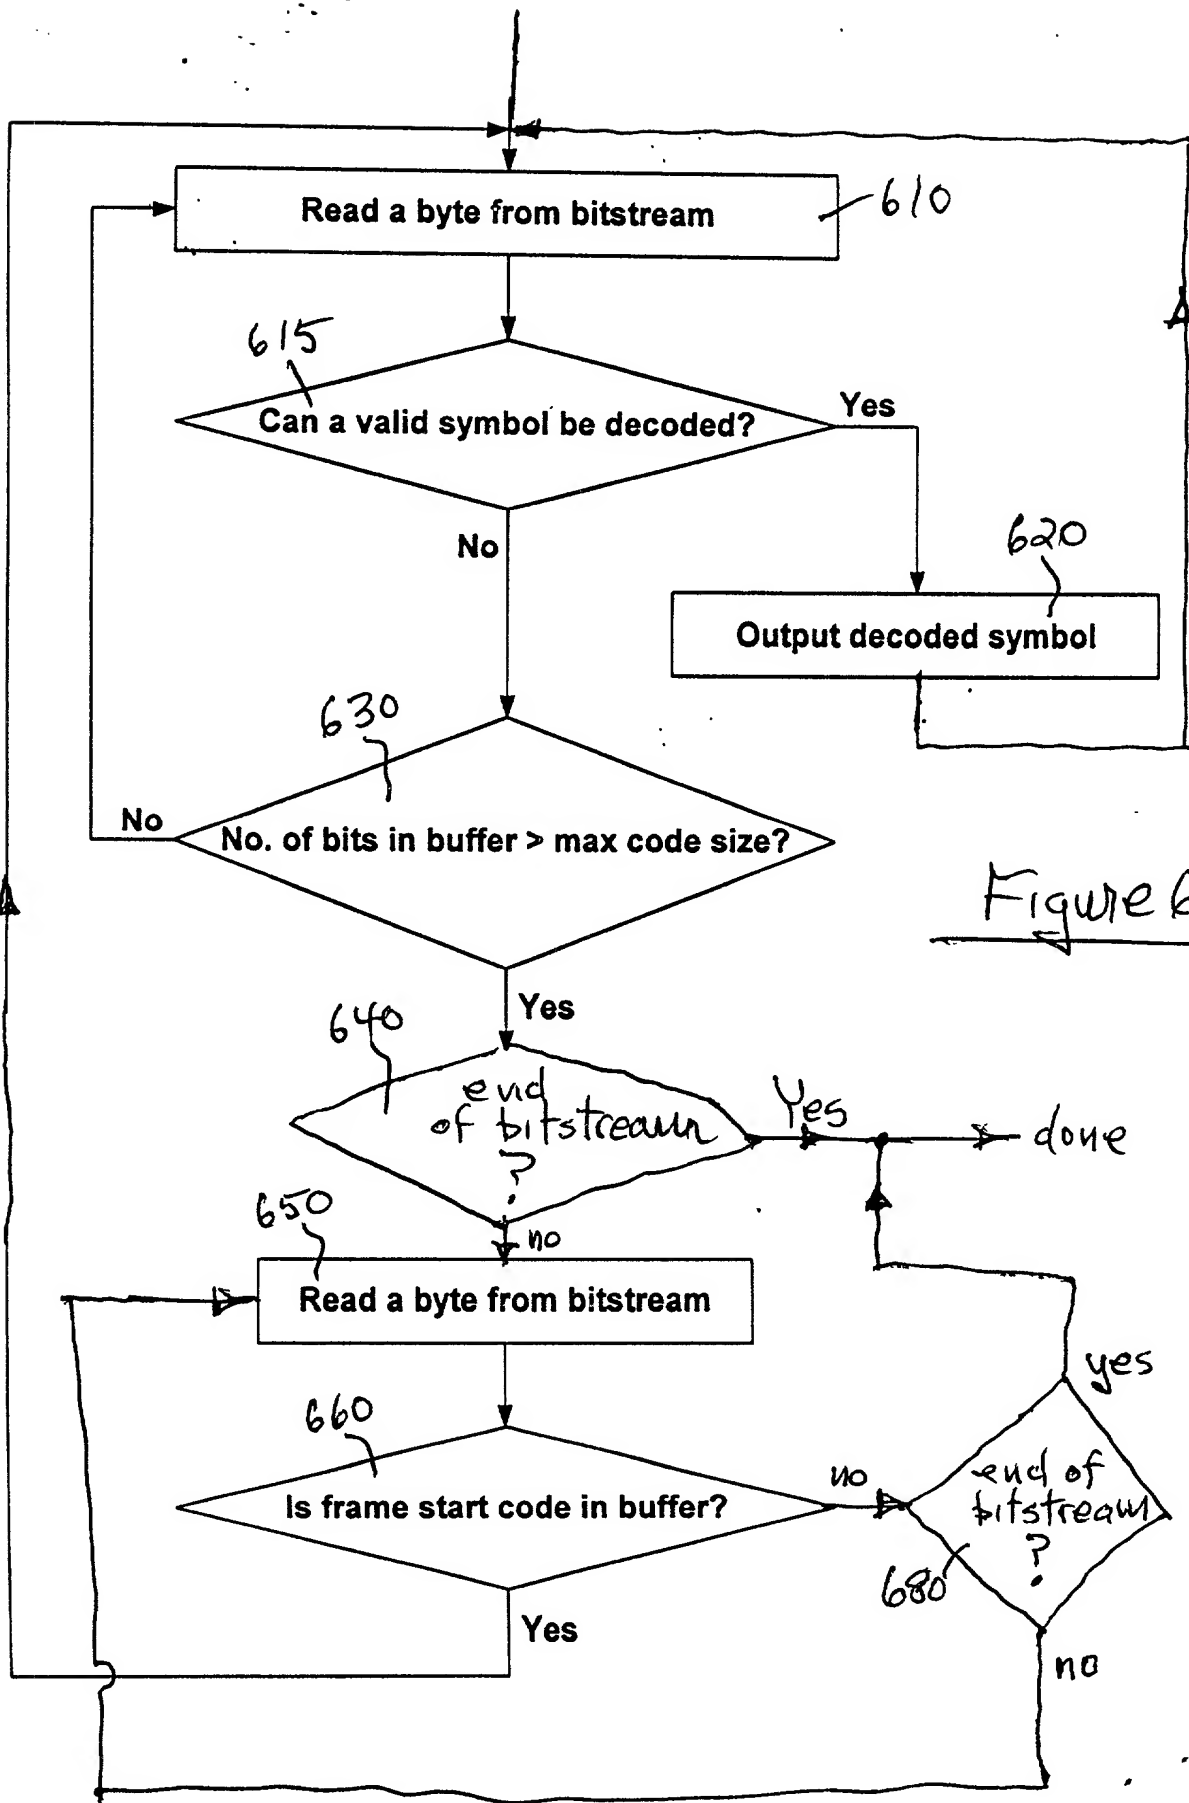 Read a byte from bitstream
610
615
Can a valid symbol be decoded?
Yes
No
620
Output decoded symbol
630
No
No. of bits in buffer > max code size?
Figure 6
Yes
640
end
of bitstream
?
Yes
done
650
no
Read a byte from bitstream
yes
660
Is frame start code in buffer?
no
end of
bitstream
?
680
Yes
no